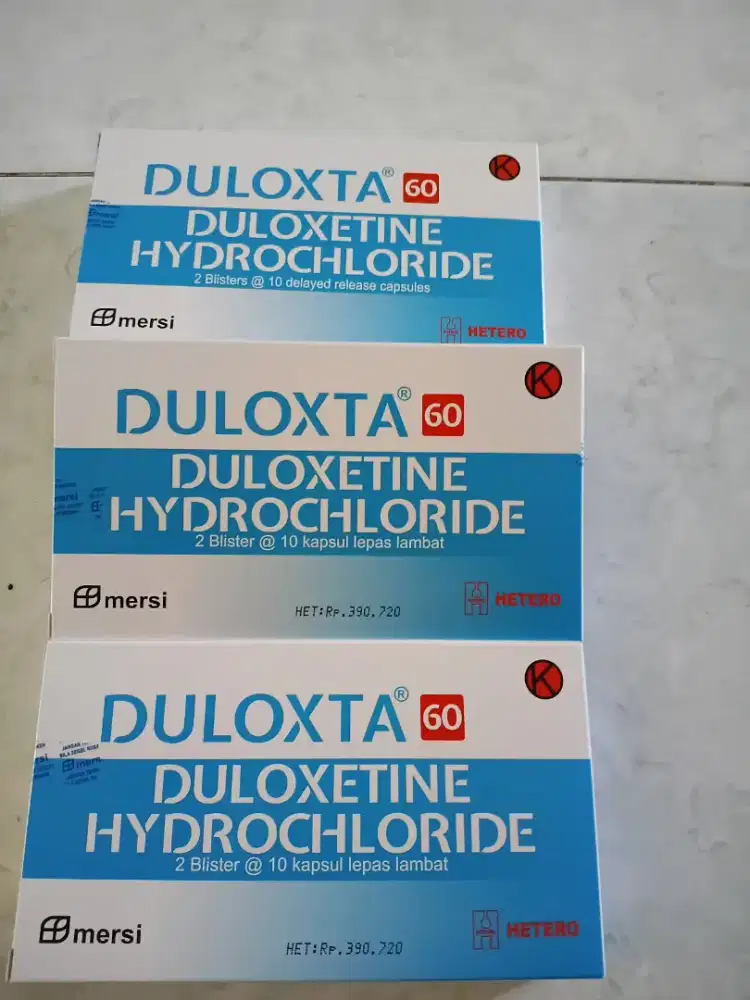 DULOXTA® 60
K
DULOXETINE
HYDROCHLORIDE
2 Blisters @ 10 delayed release capsules
mersi
HETERO
DULOXTA® 60
K
DULOXETINE
HYDROCHLORIDE
2 Blister @ 10 kapsul lepas lambat
mersi
HET:Rp.390.720
HETERO
DULOXTA® 60
K
DULOXETINE
HYDROCHLORIDE
2 Blister @ 10 kapsul lepas lambat
mersi
HET:Rp.390.720
HETERO